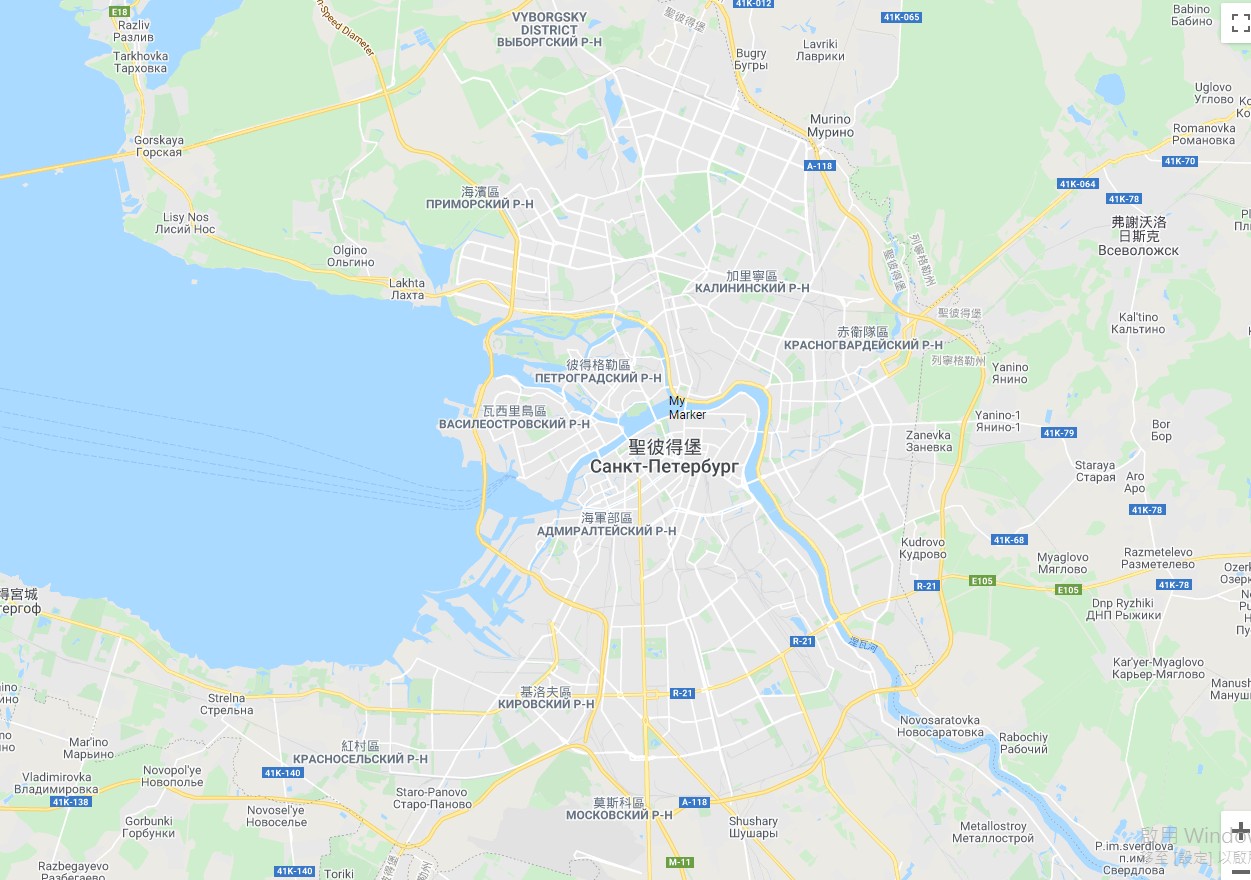 E18
Razliv
Разлив
Tarkhovka
Тарховка
n-Speed Diameter
VYBORGSKY
DISTRICT
ВЫБОРГСКИЙ Р-Н
聖彼得堡
41K-012
41K-065
Babino
Бабино
Bugry
Бугры
Lavriki
Лаврики
Uglovo
Углово
Murino
Мурино
Romanovka
Романовка
Gorskaya
Горская
A-118
41K-70
41K-064
41K-78
海濱區
ПРИМОРСКИЙ Р-Н
Lisy Nos
Лисий Нос
弗謝沃洛
日斯克
Всеволожск
Olgino
Ольгино
列寧格勒州
聖彼得堡
Lakhta
Лахта
加里寧區
КАЛИНИНСКИЙ Р-Н
聖彼得堡
Kal'tino
Кальтино
赤衛隊區
КРАСНОГВАРДЕЙСКИЙ Р-Н
列寧格勒州
彼得格勒區
ПЕТРОГРАДСКИЙ Р-Н
Yanino
Янино
My
Marker
瓦西里島區
ВАСИЛЕОСТРОВСКИЙ Р-Н
Yanino-1
Янино-1
41K-79
Bor
Бор
Zanevka
Заневка
聖彼得堡
Санкт-Петербург
Staraya
Старая
Aro
Аро
41K-78
海軍部區
АДМИРАЛТЕЙСКИЙ Р-Н
Kudrovo
Кудрово
41K-68
Myaglovo
Мяглово
Razmetelevo
Разметелево
R-21
E105
E105
41K-78
得宮城
тергоф
Dnp Ryzhiki
ДНП Рыжики
R-21
涅瓦河
Kar'yer-Myaglovo
Карьер-Мяглово
Strelna
Стрельна
基洛夫區
КИРОВСКИЙ Р-Н
R-21
Novosaratovka
Новосаратовка
Rabochiy
Рабочий
Mar'ino
Марьино
紅村區
КРАСНОСЕЛЬСКИЙ Р-Н
Vladimirovka
Владимировка
41K-138
Novopol'ye
Новополье
41K-140
Staro-Panovo
Старо-Паново
Gorbunki
Горбунки
Novosel'ye
Новоселье
莫斯科區
МОСКОВСКИЙ Р-Н
A-118
Shushary
Шушары
Metallostroy
Металлострой
P.im.sverdlova
п.им.
Свердлова
Razbegayevo
Разбегаево
41K-140
Toriki
M-11
聖彼得堡
啟用 Windo
移至 [設定] 以啟